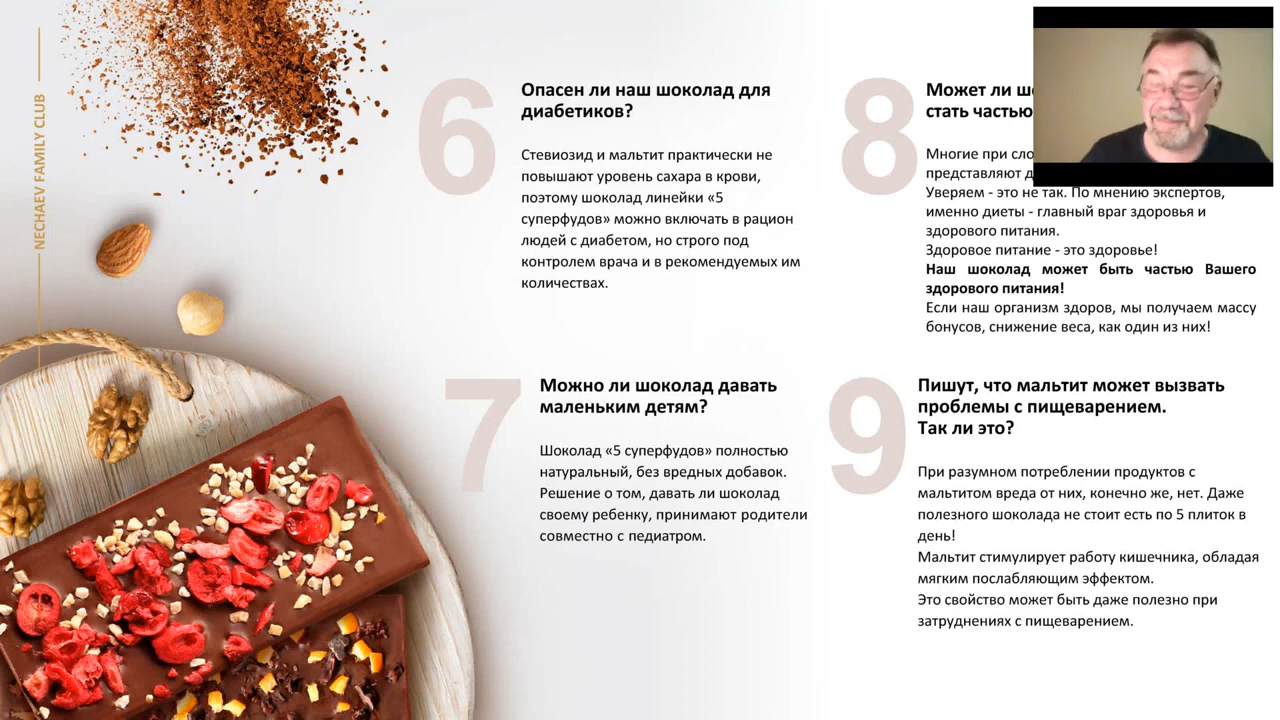 NECHAEV FAMILY CLUB
6
Опасен ли наш шоколад для
диабетиков?
Стевиозид и мальтит практически не
повышают уровень сахара в крови,
поэтому шоколад линейки «5
суперфудов» можно включать в рацион
людей с диабетом, но строго под
контролем врача и в рекомендуемых им
количествах.
7
Можно ли шоколад давать
маленьким детям?
Шоколад «5 суперфудов» полностью
натуральный, без вредных добавок.
Решение о том, давать ли шоколад
своему ребенку, принимают родители
совместно с педиатром.
8
Может ли
стать частью
Многие при
представляют
Уверяем - это не так. По мнению экспертов,
именно диеты - главный враг здоровья и
здорового питания.
Здоровое питание - это здоровье!
Наш шоколад может быть частью Вашего
здорового питания!
Если наш организм здоров, мы получаем массу
бонусов, снижение веса, как один из них!
9
Пишут, что мальтит может вызвать
проблемы с пищеварением.
Так ли это?
При разумном потреблении продуктов с
мальтитом вреда от них, конечно же, нет. Даже
полезного шоколада не стоит есть по 5 плиток в
день!
Мальтит стимулирует работу кишечника, обладая
мягким послабляющим эффектом.
Это свойство может быть даже полезно при
затруднениях с пищеварением.